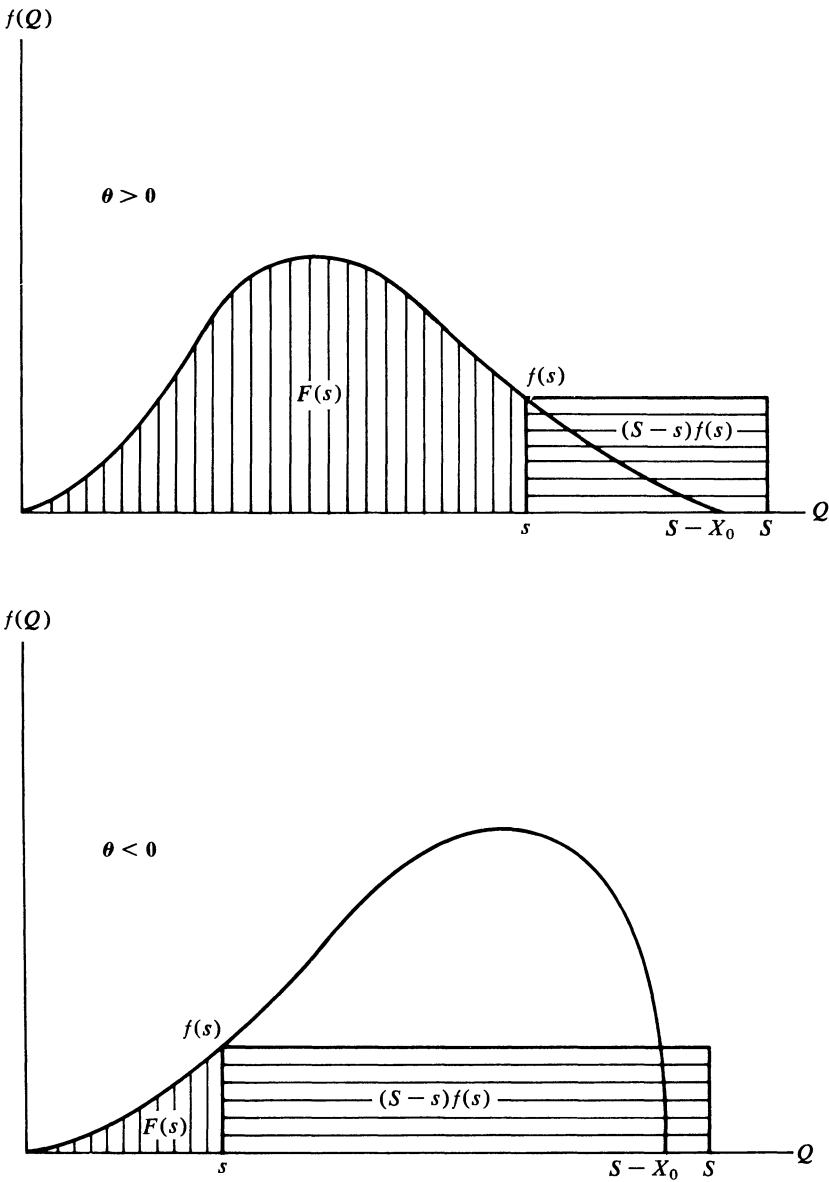 f(Q)
θ > 0
f(s)
F(s)
(S − s)f(s)
s
S − X₀
S
Q
f(Q)
θ < 0
f(s)
(S − s)f(s)
F(s)
s
S − X₀
S
Q